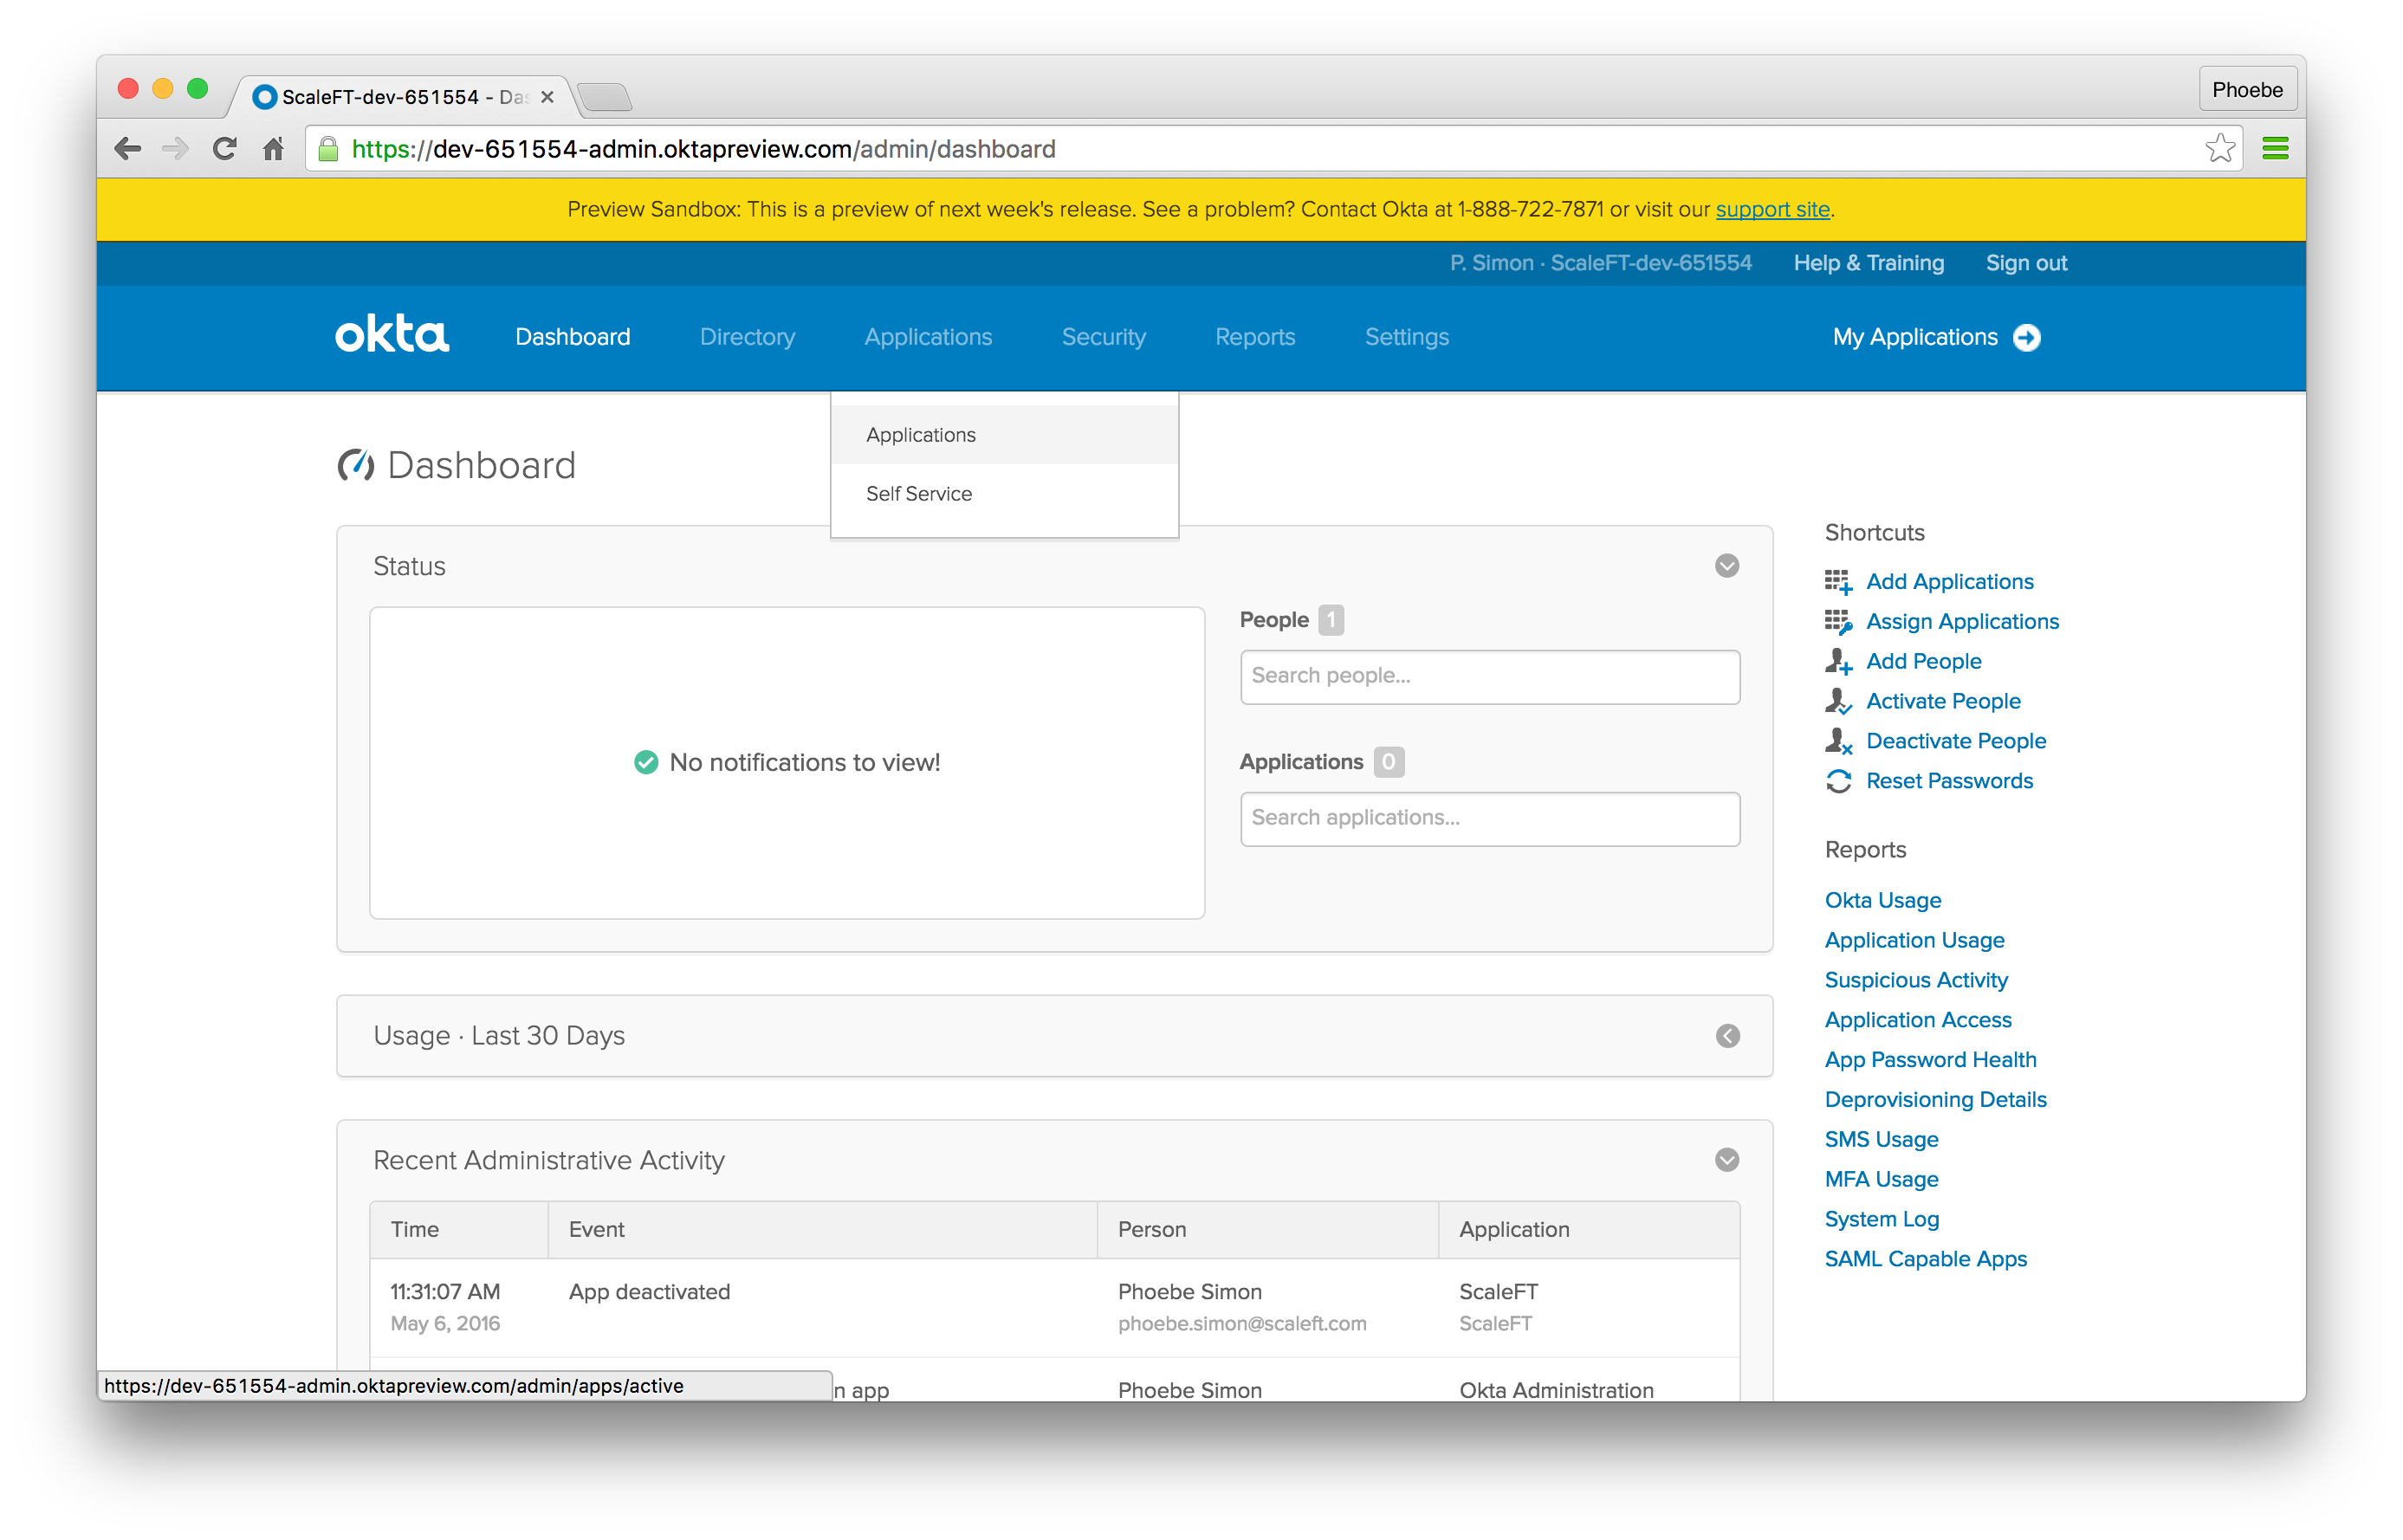 ScaleFT-dev-651554 - Das
Phoebe
https://dev-651554-admin.oktapreview.com/admin/dashboard
Preview Sandbox: This is a preview of next week's release. See a problem? Contact Okta at 1-888-722-7871 or visit our support site.
P. Simon · ScaleFT-dev-651554 Help & Training Sign out
okta Dashboard Directory Applications Security Reports Settings My Applications
Applications
Self Service
Dashboard
Status
No notifications to view!
People 1
Search people...
Applications 0
Search applications...
Usage · Last 30 Days
Recent Administrative Activity
Time Event Person Application
11:31:07 AM App deactivated Phoebe Simon ScaleFT
May 6, 2016 phoebe.simon@scaleft.com ScaleFT
n app Phoebe Simon Okta Administration
Shortcuts
Add Applications
Assign Applications
Add People
Activate People
Deactivate People
Reset Passwords
Reports
Okta Usage
Application Usage
Suspicious Activity
Application Access
App Password Health
Deprovisioning Details
SMS Usage
MFA Usage
System Log
SAML Capable Apps
https://dev-651554-admin.oktapreview.com/admin/apps/active